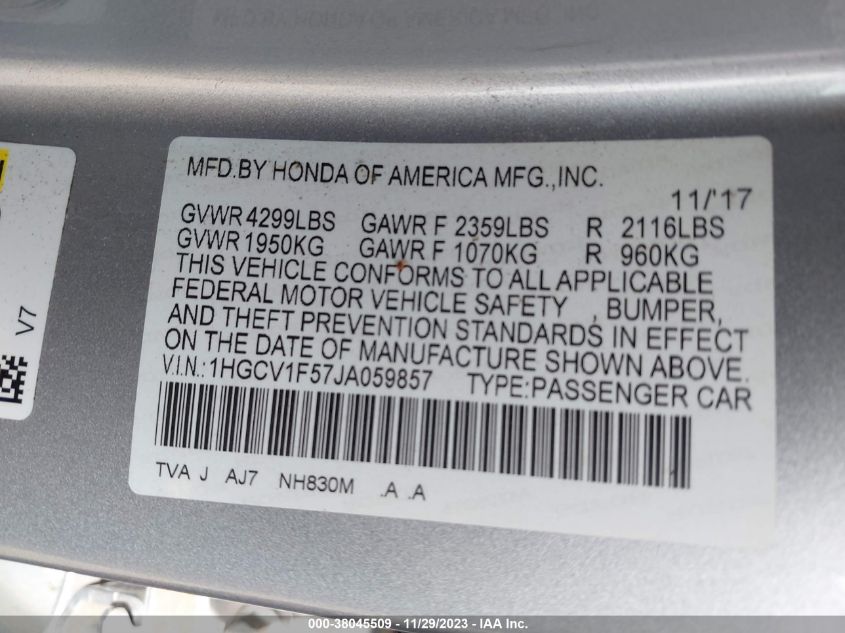 MFD.BY HONDA OF AMERICA MFG.,INC.
11/'17
GVWR 4299LBS GAWR F 2359LBS R 2116LBS
GVWR 1950KG GAWR F 1070KG R 960KG
THIS VEHICLE CONFORMS TO ALL APPLICABLE
FEDERAL MOTOR VEHICLE SAFETY , BUMPER,
AND THEFT PREVENTION STANDARDS IN EFFECT
ON THE DATE OF MANUFACTURE SHOWN ABOVE.
V.I.N.:1HGCV1F57JA059857 TYPE:PASSENGER CAR
TVA J AJ7 NH830M .A .A
V7
000-38045509 - 11/29/2023 - IAA Inc.